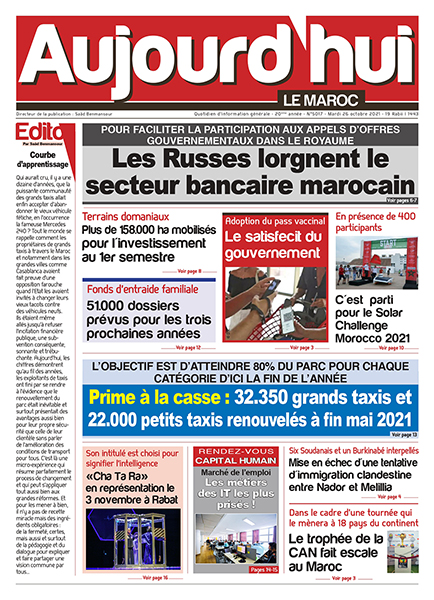 Aujourd'hui
LE MAROC
Directeur de la publication : Saâd Benmansour
Quotidien d'information générale - 20ème année - N°5017 - Mardi 26 octobre 2021 - 19 Rabii I 1443
Edito
Par Saâd Benmansour
Courbe
d'apprentissage
Qui aurait cru, il y a une
dizaine d'années, que la
puissante communauté
des grands taxis allait
enfin accepter d'aban-
donner le vieux véhicule
fétiche, en l'occurrence
la fameuse Mercedes
240 ? Tout le monde se
rappelle comment les
propriétaires de grands
taxis à travers le Maroc
et notamment dans les
grandes villes comme
Casablanca avaient
fait preuve d'une
opposition farouche
quand l'Etat les avaient
invités à changer leurs
vieux tacots contre
des véhicules neufs.
Ils étaient même
allés jusqu'à refuser
l'incitation financière
publique, une sub-
vention conséquente,
sonnante et trébu-
chante. Aujourd'hui, les
chiffres démontrent
qu'au fil des années,
les exploitants de taxis
ont fini par se rendre
à l'évidence que le
renouvellement du
parc était inévitable et
surtout présentait des
avantages aussi bien
pour leur propre sécu-
rité que celle de leur
clientèle sans parler
de l'amélioration des
conditions de transport
pour tous. C'est là une
micro-expérience qui
résume parfaitement le
process de changement
et qui peut s'appliquer
tout aussi bien aux
grandes réformes. Et
pour les mener à bien,
il n'y a pas de recette
miracle mais des ingré-
dients obligatoires :
de la fermeté, certes,
mais aussi et surtout
de la pédagogie et du
dialogue pour expliquer
et faire partager une
vision commune par
tous...
POUR FACILITER LA PARTICIPATION AUX APPELS D'OFFRES
GOUVERNEMENTAUX DANS LE ROYAUME
Les Russes lorgnent le
secteur bancaire marocain
Voir pages 6-7
Terrains domaniaux
Plus de 158.000 ha mobilisés
pour l'investissement
au 1er semestre
Voir page 8
Fonds d'entraide familiale
51.000 dossiers
prévus pour les trois
prochaines années
Voir page 12
Adoption du pass vaccinal
Le satisfecit du
gouvernement
Voir page 3
En présence de 400
participants
START
C'est parti
pour le Solar
Challenge
Morocco 2021
Voir page 10
L'OBJECTIF EST D'ATTEINDRE 80% DU PARC POUR CHAQUE
CATÉGORIE D'ICI LA FIN DE L'ANNÉE
Prime à la casse : 32.350 grands taxis et
22.000 petits taxis renouvelés à fin mai 2021
Voir page 13
Son intitulé est choisi pour
signifier l'intelligence
«Cha Ta Ra»
en représentation le
3 novembre à Rabat
Voir page 16
RENDEZ-VOUS
CAPITAL HUMAIN
Marché de l'emploi
Les métiers
des IT les plus
prisés !
Pages 14-15
Six Soudanais et un Burkinabé interpellés
Mise en échec d'une tentative
d'immigration clandestine
entre Nador et Melillia
Voir page 4
Dans le cadre d'une tournée qui
le mènera à 18 pays du continent
Le trophée de la
CAN fait escale
au Maroc
Voir page 3